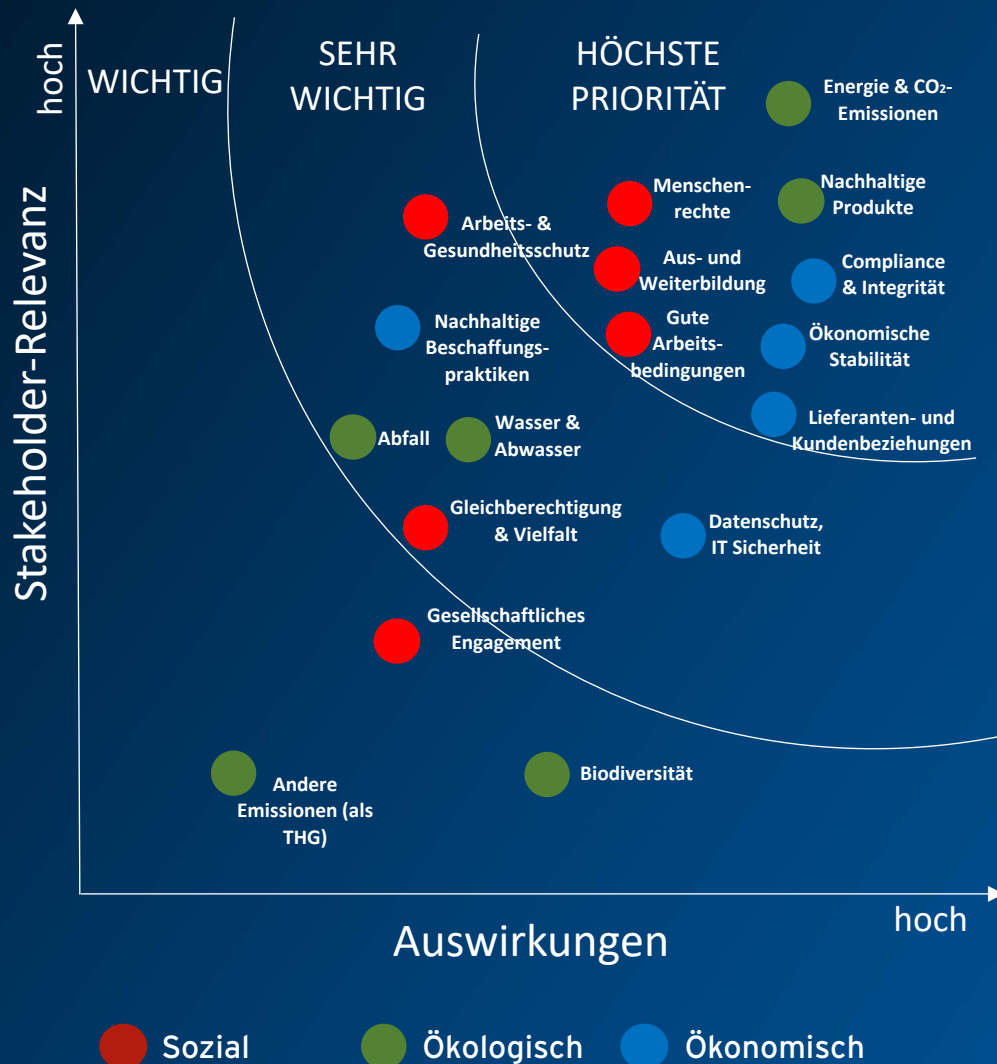 hoch
WICHTIG
SEHR
WICHTIG
HÖCHSTE
PRIORITÄT
Energie & CO₂-
Emissionen
Menschen-
rechte
Nachhaltige
Produkte
Arbeits- &
Gesundheitsschutz
Aus- und
Weiterbildung
Compliance
& Integrität
Nachhaltige
Beschaffungs-
praktiken
Gute
Arbeits-
bedingungen
Ökonomische
Stabilität
Abfall
Wasser &
Abwasser
Lieferanten- und
Kundenbeziehungen
Gleichberechtigung
& Vielfalt
Datenschutz,
IT Sicherheit
Gesellschaftliches
Engagement
Andere
Emissionen (als
THG)
Biodiversität
Stakeholder-Relevanz
hoch
Auswirkungen
Sozial
Ökologisch
Ökonomisch